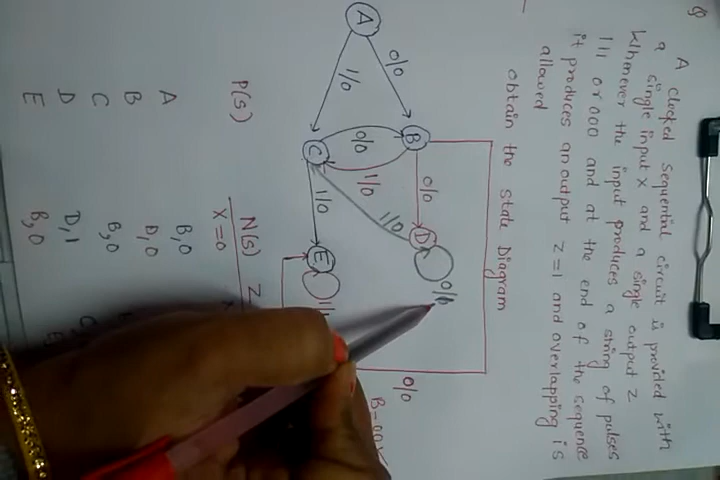 Q A clocked sequential circuit is provided with
a single input x and a single output z
Whenever the input produces a string of pulses
111 or 000 and at the end of the sequence
it produces an output z=1 and overlapping is
allowed
obtain the state Diagram
A
0/0
1/0
B
0/0
0/0
1/0
C
1/0
1/0
D
0/
E
0/0
P(S) N(S) Z
X=0
A B,0
B D,0
C B,0
D D,1
E B,0